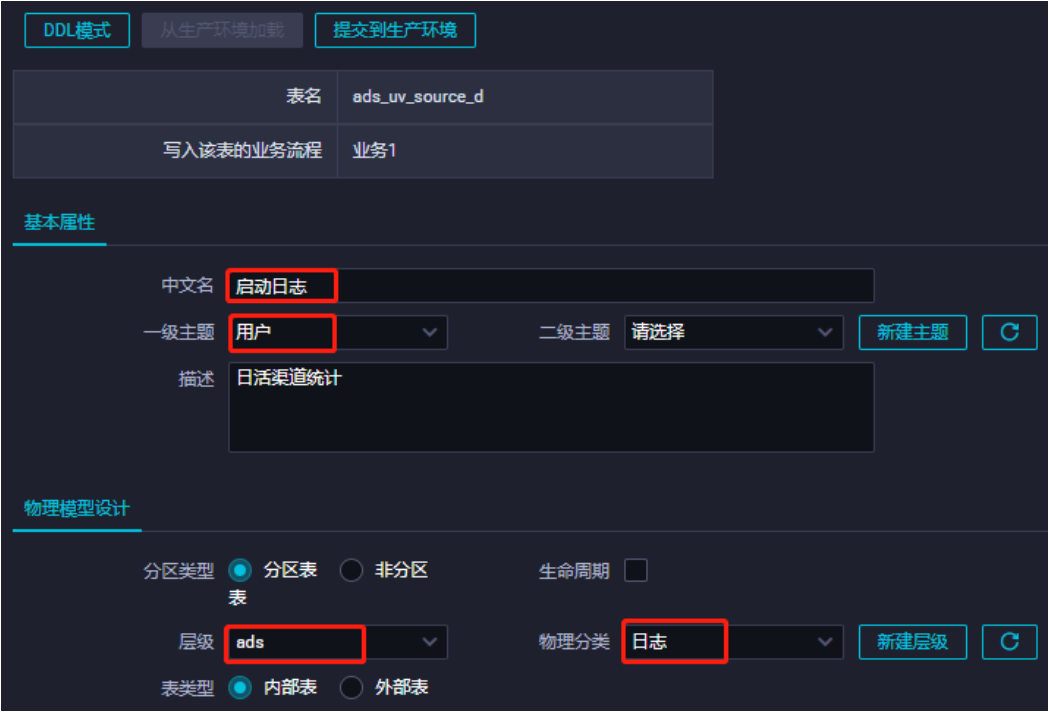 DDL模式 从生产环境加载 提交到生产环境
表名 ads_uv_source_d
写入该表的业务流程 业务1
基本属性
中文名 启动日志
一级主题 用户 二级主题 请选择 新建主题
描述 日活渠道统计
物理模型设计
分区类型 分区表 非分区 生命周期
表
层级 ads 物理分类 日志 新建层级
表类型 内部表 外部表